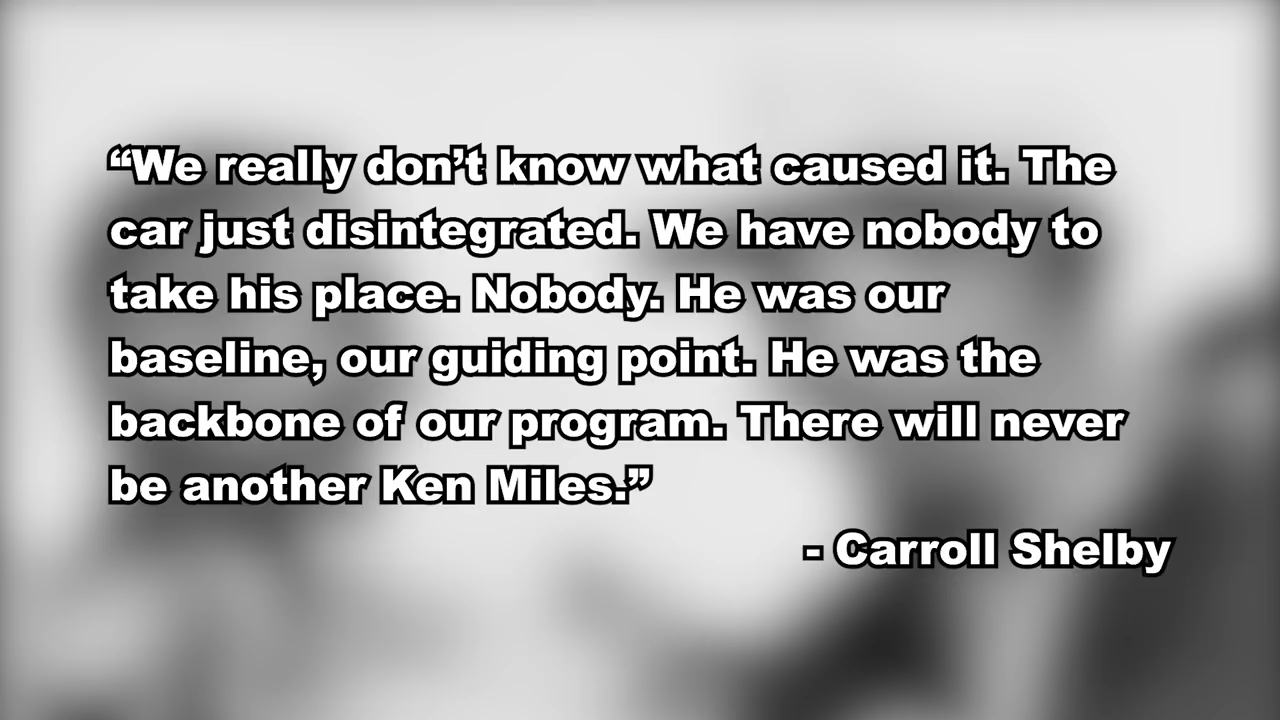 “We really don’t know what caused it. The
car just disintegrated. We have nobody to
take his place. Nobody. He was our
baseline, our guiding point. He was the
backbone of our program. There will never
be another Ken Miles.”
- Carroll Shelby